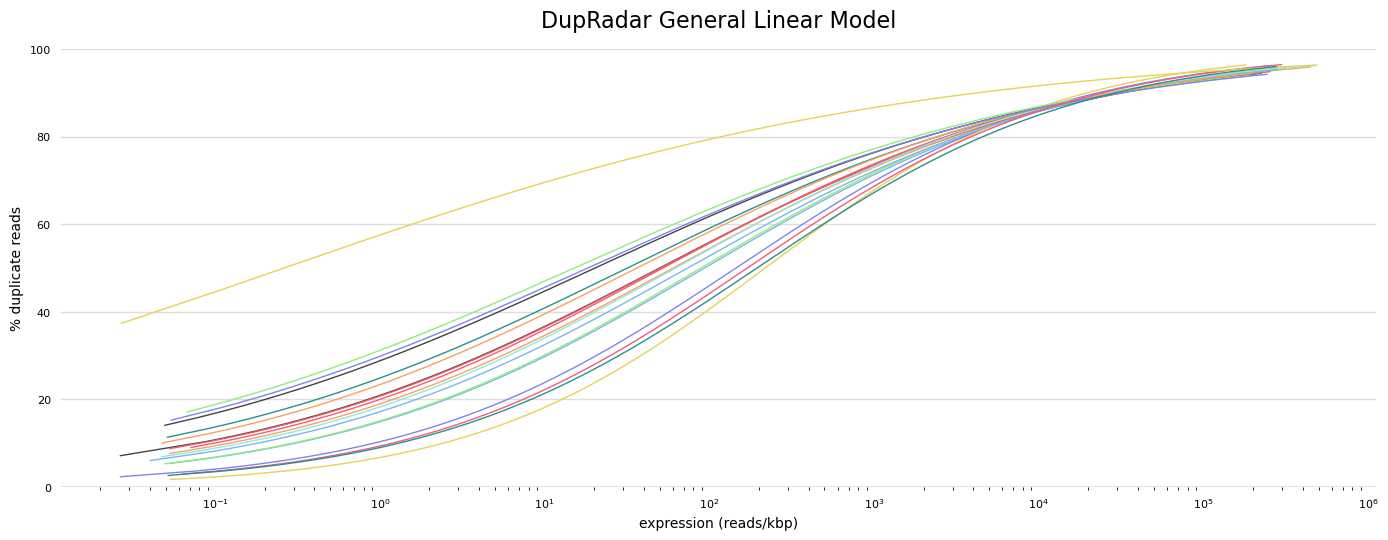 DupRadar General Linear Model
100
80
60
40
20
0
% duplicate reads
10⁻¹ 10⁰ 10¹ 10² 10³ 10⁴ 10⁵ 10⁶
expression (reads/kbp)